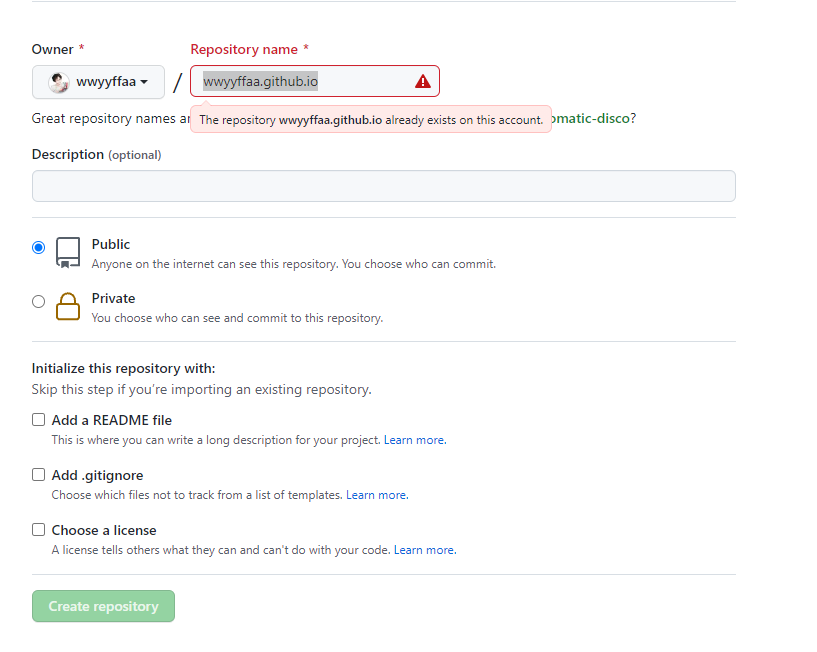 Owner * Repository name *
wwyyffaa / wwyyffaa.github.io
Great repository names ar omatic-disco?
The repository wwyyffaa.github.io already exists on this account.
Description (optional)
Public
Anyone on the internet can see this repository. You choose who can commit.
Private
You choose who can see and commit to this repository.
Initialize this repository with:
Skip this step if you're importing an existing repository.
Add a README file
This is where you can write a long description for your project. Learn more.
Add .gitignore
Choose which files not to track from a list of templates. Learn more.
Choose a license
A license tells others what they can and can't do with your code. Learn more.
Create repository